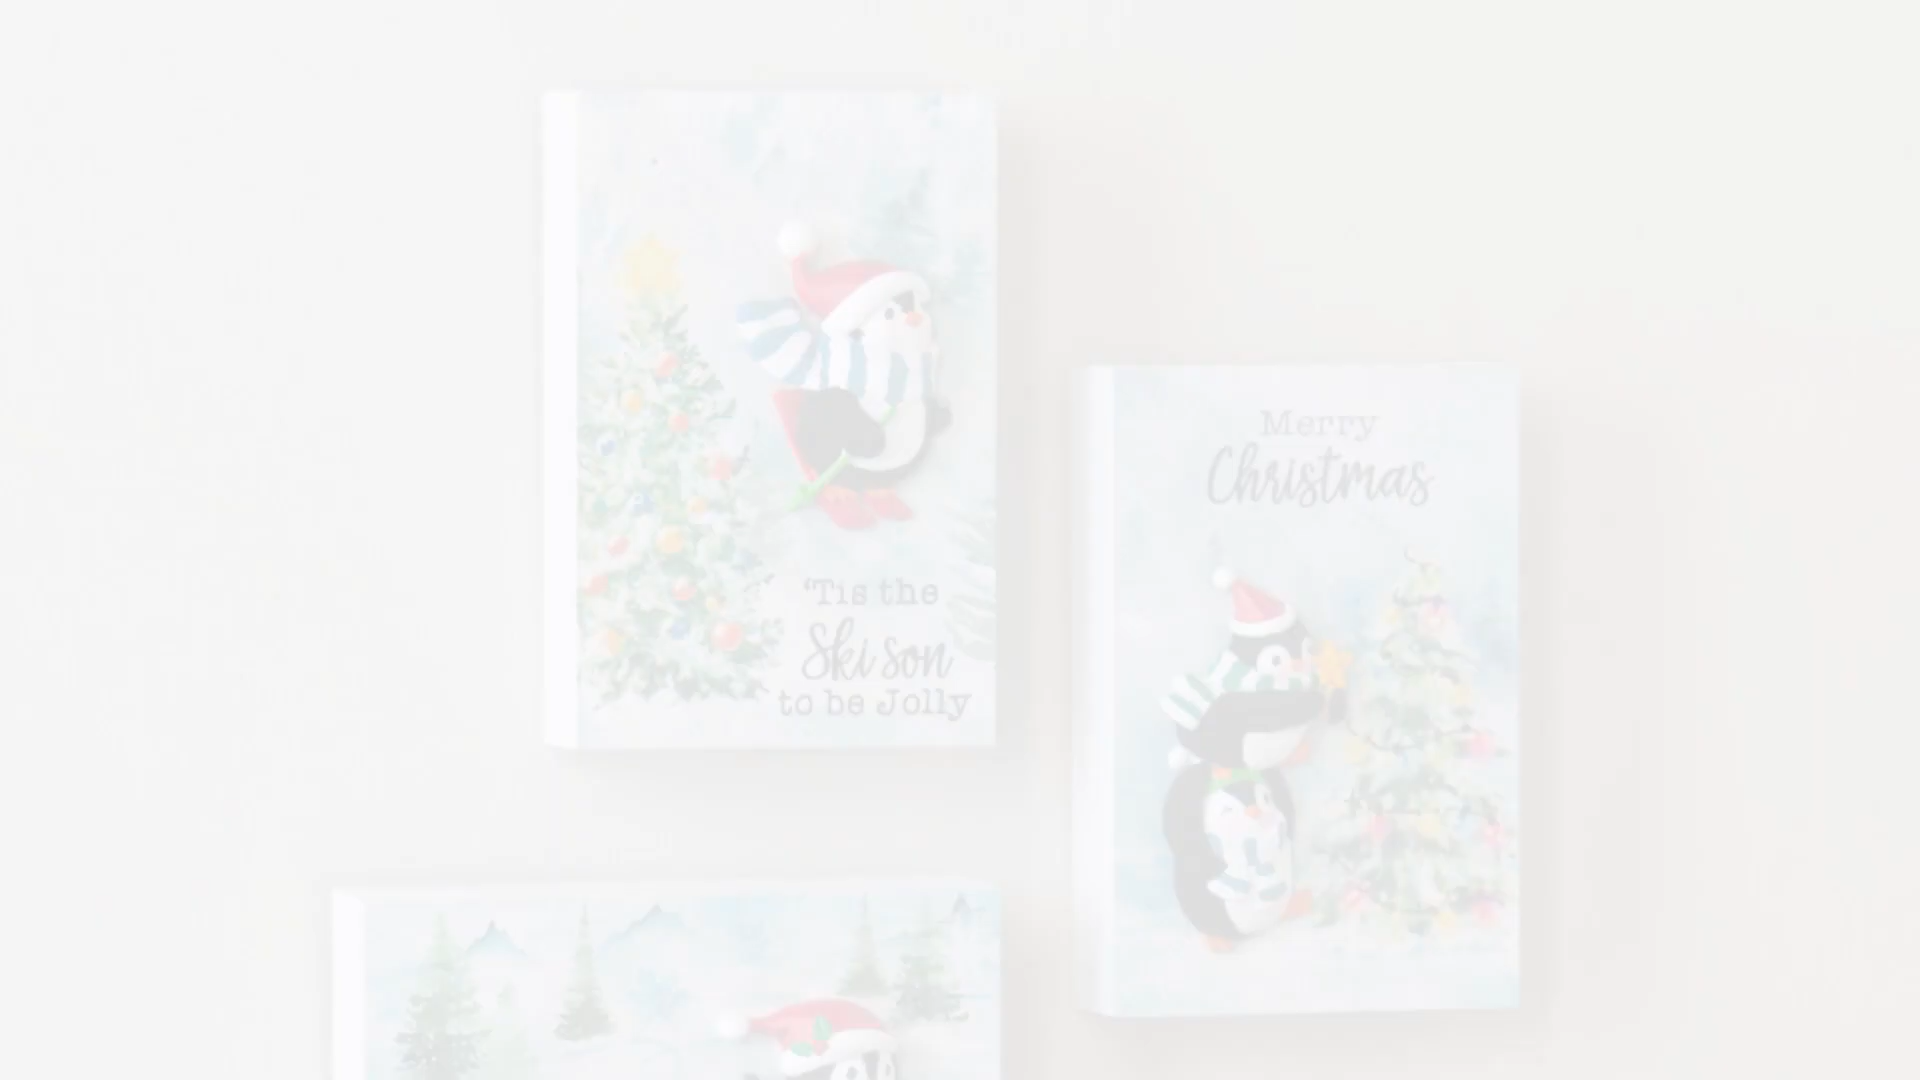 ‘Tis the
Ski son
to be Jolly
Merry
Christmas